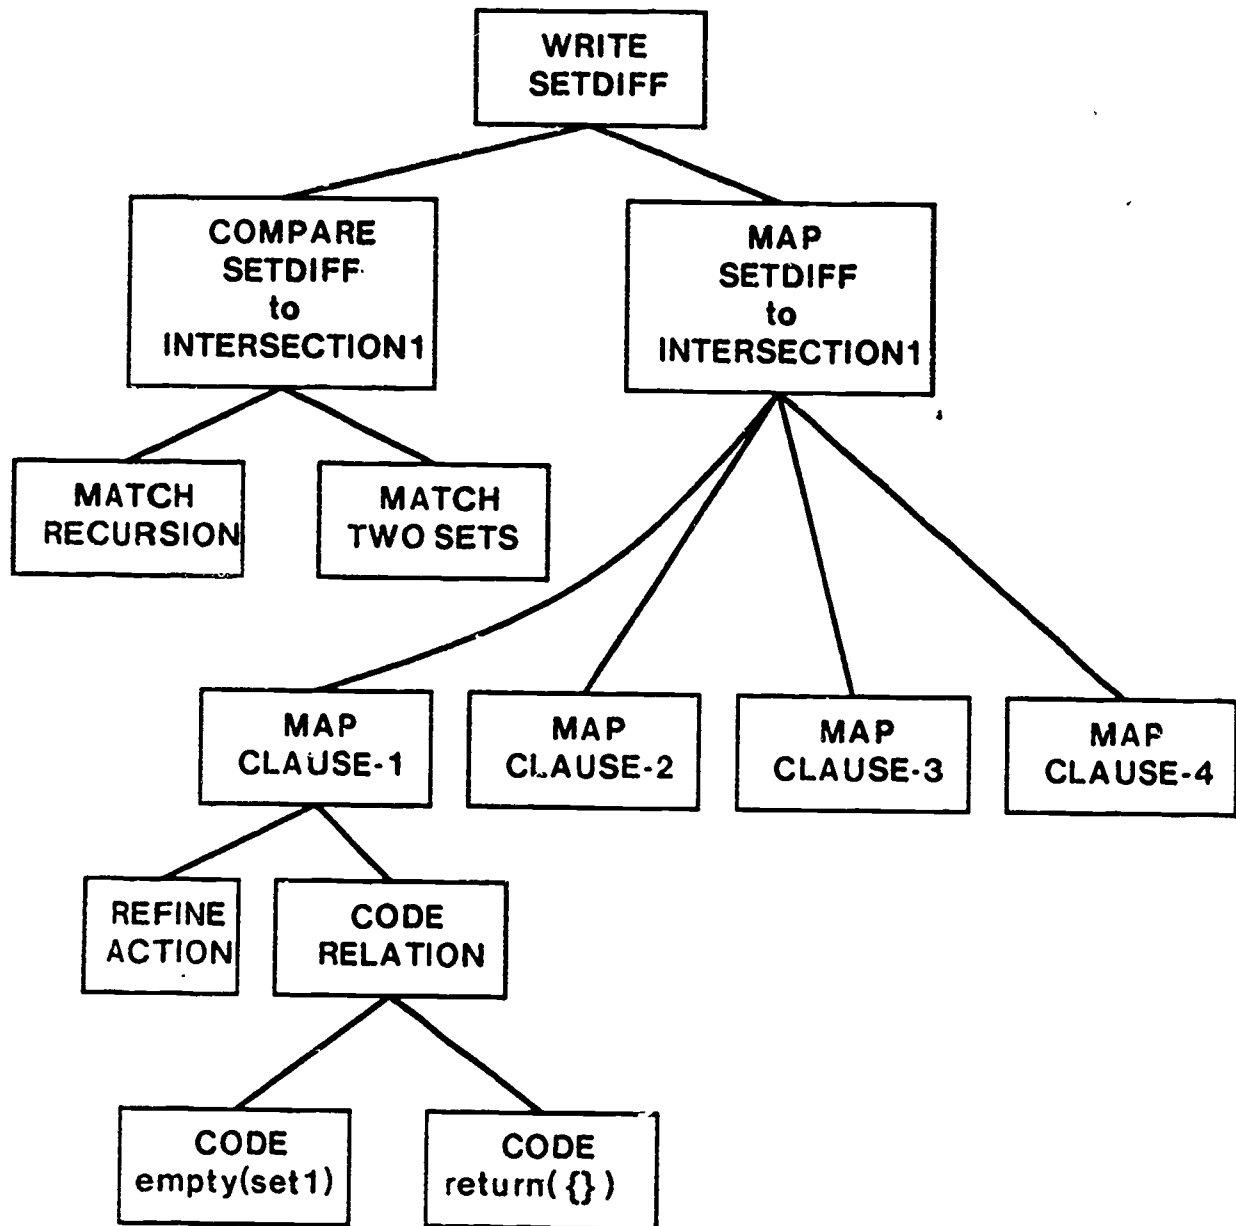 WRITE
SETDIFF
COMPARE
SETDIFF
to
INTERSECTION1
MAP
SETDIFF
to
INTERSECTION1
MATCH
RECURSION
MATCH
TWO SETS
MAP
CLAUSE-1
MAP
CLAUSE-2
MAP
CLAUSE-3
MAP
CLAUSE-4
REFINE
ACTION
CODE
RELATION
CODE
empty(set1)
CODE
return({})